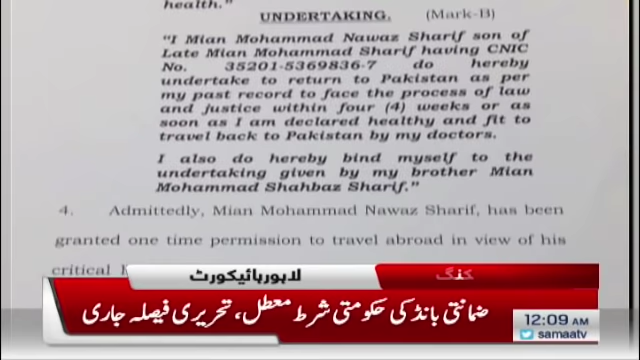 health."
UNDERTAKING. (Mark-B)
"I Mian Mohammad Nawaz Sharif son of
Late Mian Mohammad Sharif having CNIC
No. 35201-5369836-7 do hereby
undertake to return to Pakistan as per
my past record to face the process of law
and justice within four (4) weeks or as
soon as I am declared healthy and fit to
travel back to Pakistan by my doctors.
I also do hereby bind myself to the
undertaking given by my brother Mian
Mohammad Shahbaz Sharif."
4. Admittedly, Mian Mohammad Nawaz Sharif, has been
granted one time permission to travel abroad in view of his
critical
لاہور ہائیکورٹ
ضمانتی بانڈ کی حکومتی شرط معطل، تحریری فیصلہ جاری
12:09 AM
samaatv